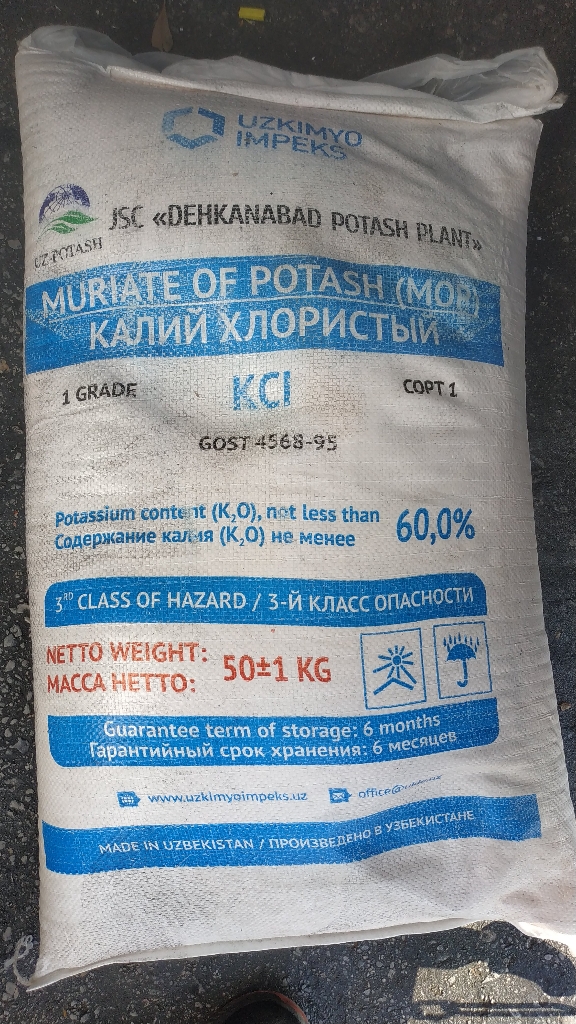 UZKIMYO
IMPEKS
UZ-POTASH
JSC «DEHKANABAD POTASH PLANT»
MURIATE OF POTASH (MOP)
КАЛИЙ ХЛОРИСТЫЙ
1 GRADE
KCl
СОРТ 1
GOST 4568-95
Potassium content (K₂O), not less than
Содержание калия (K₂O) не менее
60,0%
3RD CLASS OF HAZARD / 3-Й КЛАСС ОПАСНОСТИ
NETTO WEIGHT:
МАССА НЕТТО:
50±1 KG
Guarantee term of storage: 6 months
Гарантийный срок хранения: 6 месяцев
www.uzkimyoimpeks.uz
MADE IN UZBEKISTAN / ПРОИЗВЕДЕНО В УЗБЕКИСТАНЕ